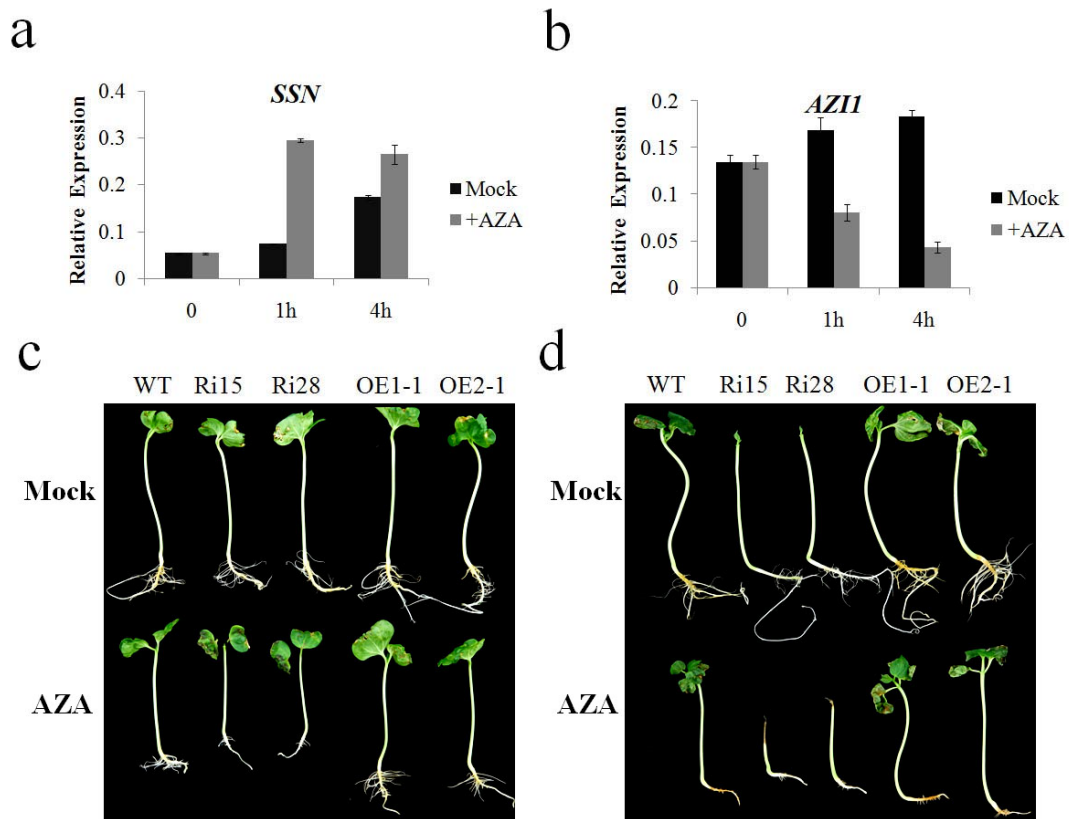 a
SSN
Relative Expression
0.4
0.3
0.2
0.1
0
0 1h 4h
Mock
+AZA
b
AZI1
Relative Expression
0.2
0.15
0.1
0.05
0
0 1h 4h
Mock
+AZA
c
WT Ri15 Ri28 OE1-1 OE2-1
Mock
AZA
d
WT Ri15 Ri28 OE1-1 OE2-1
Mock
AZA